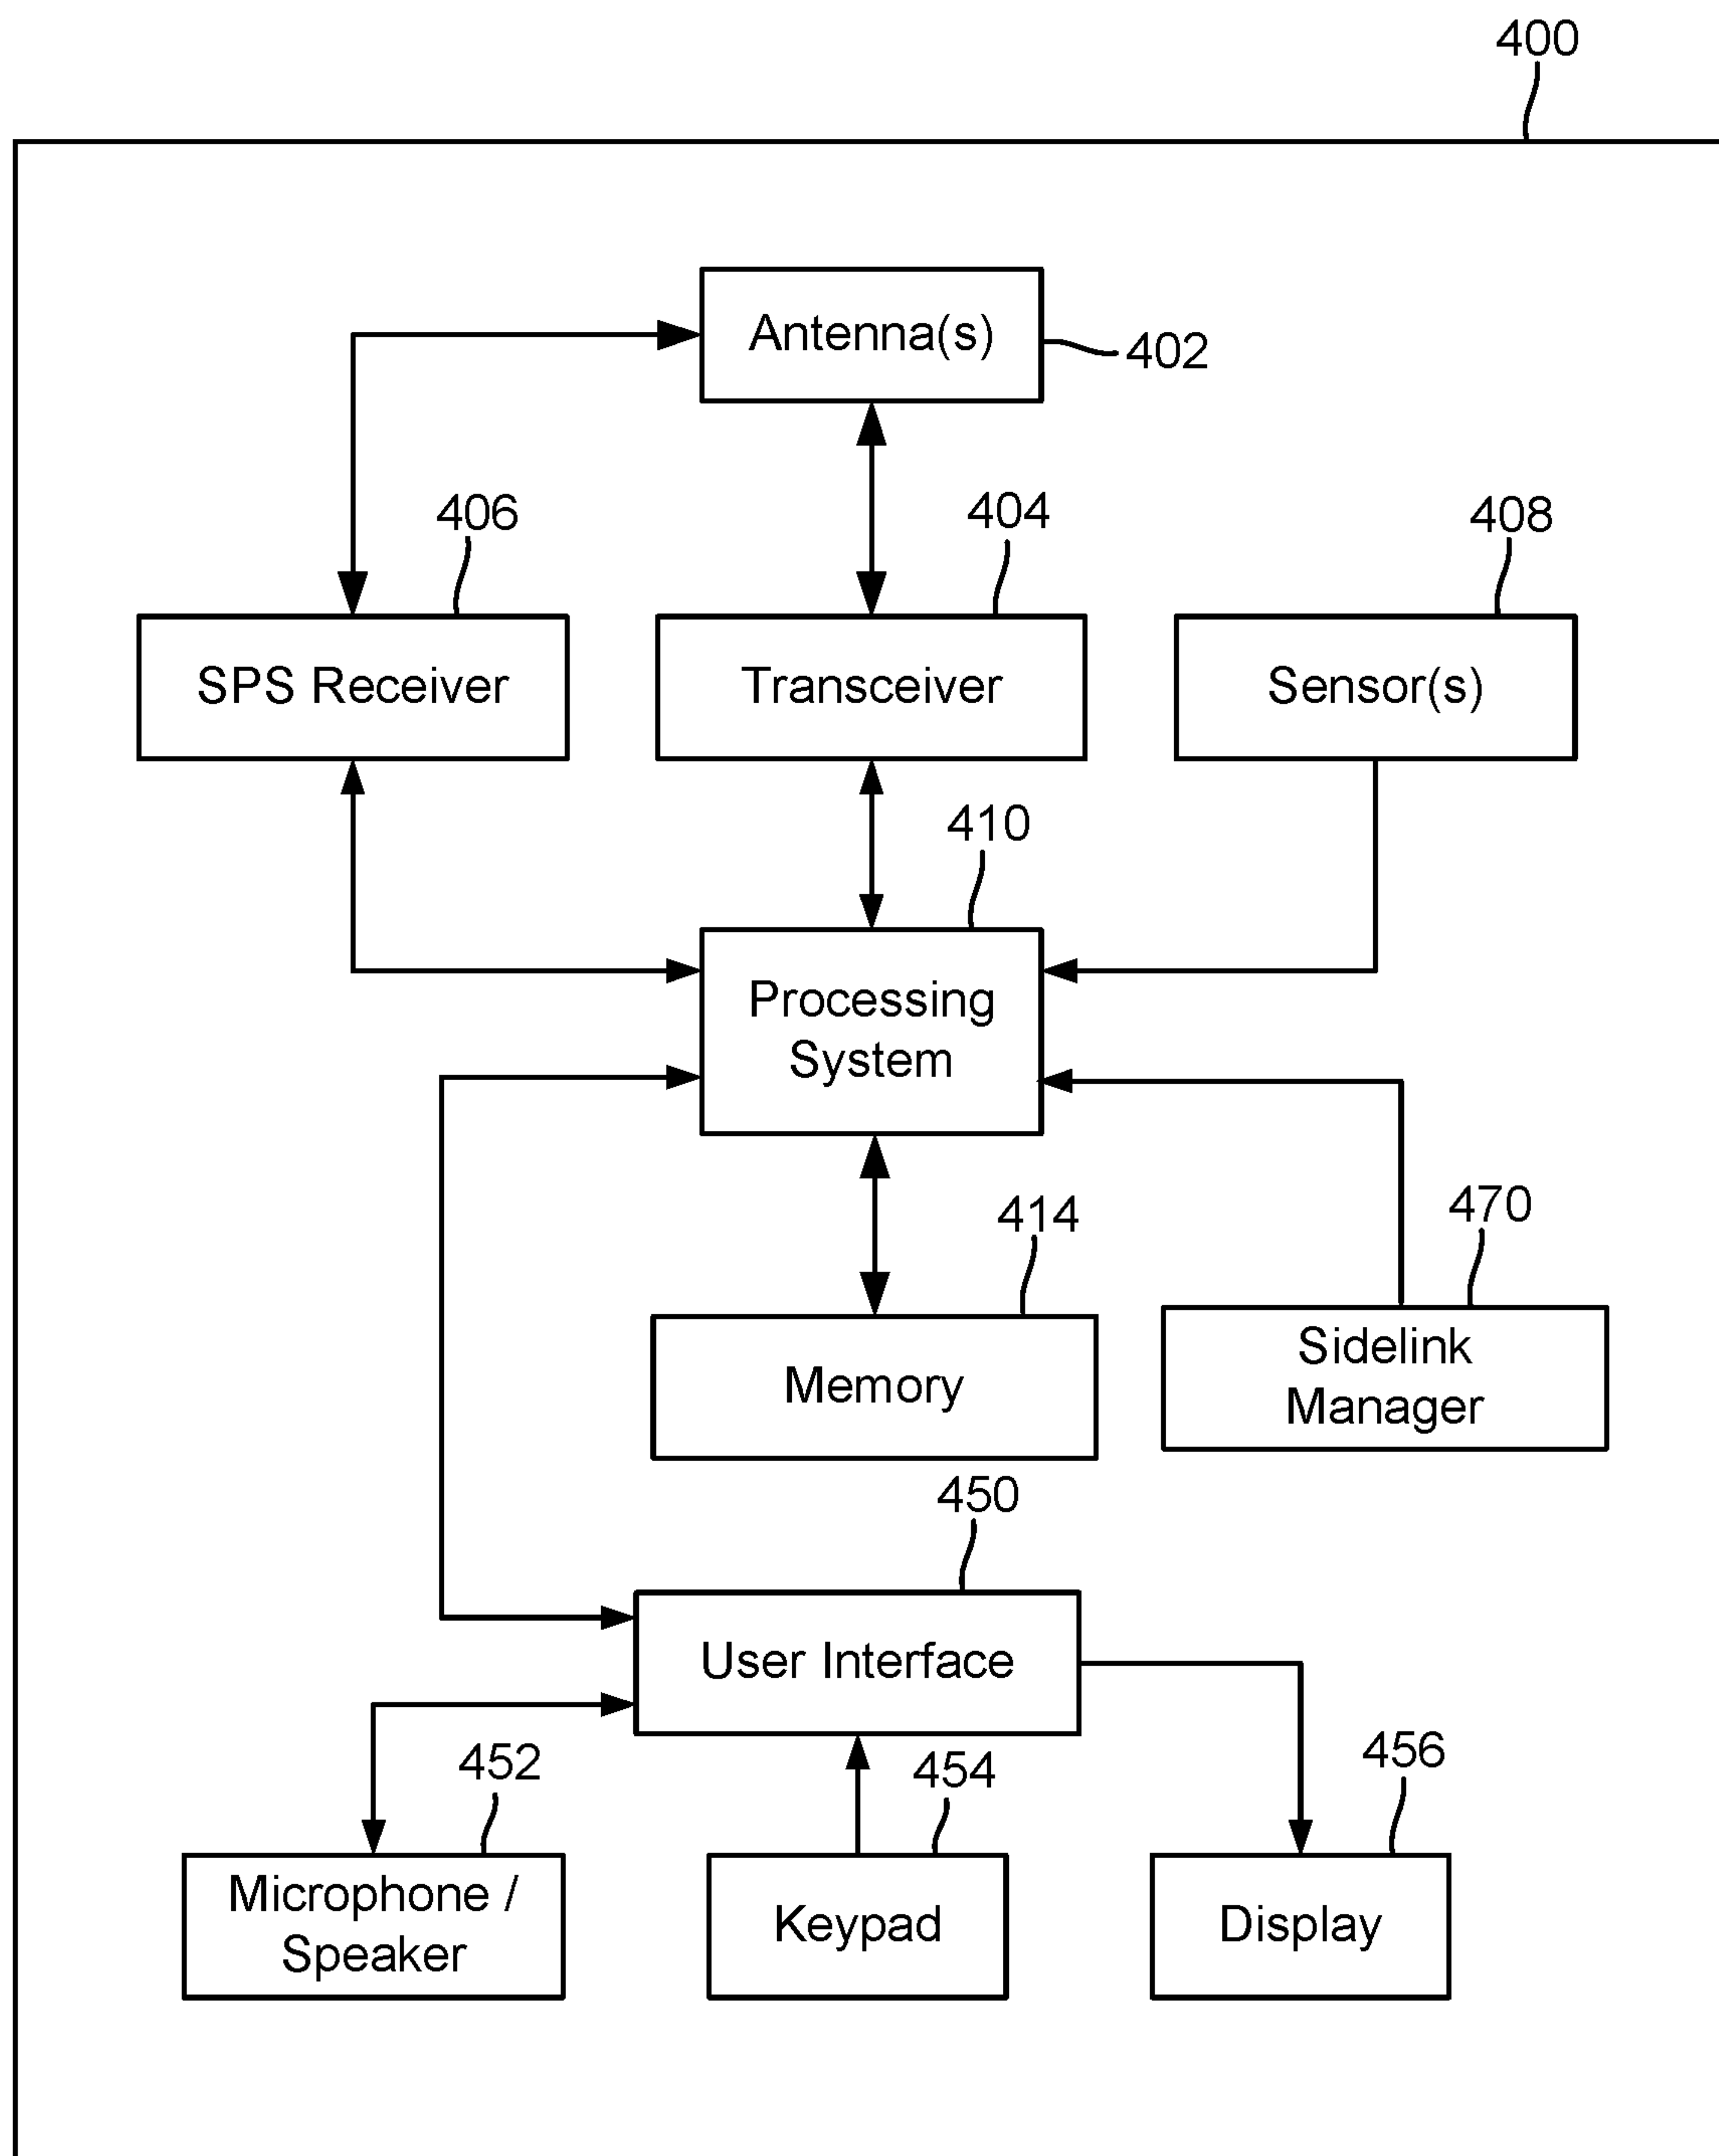 400
Antenna(s)
402
406
404
408
SPS Receiver
Transceiver
Sensor(s)
410
Processing
System
414
470
Memory
Sidelink
Manager
450
User Interface
452
454
456
Microphone /
Speaker
Keypad
Display